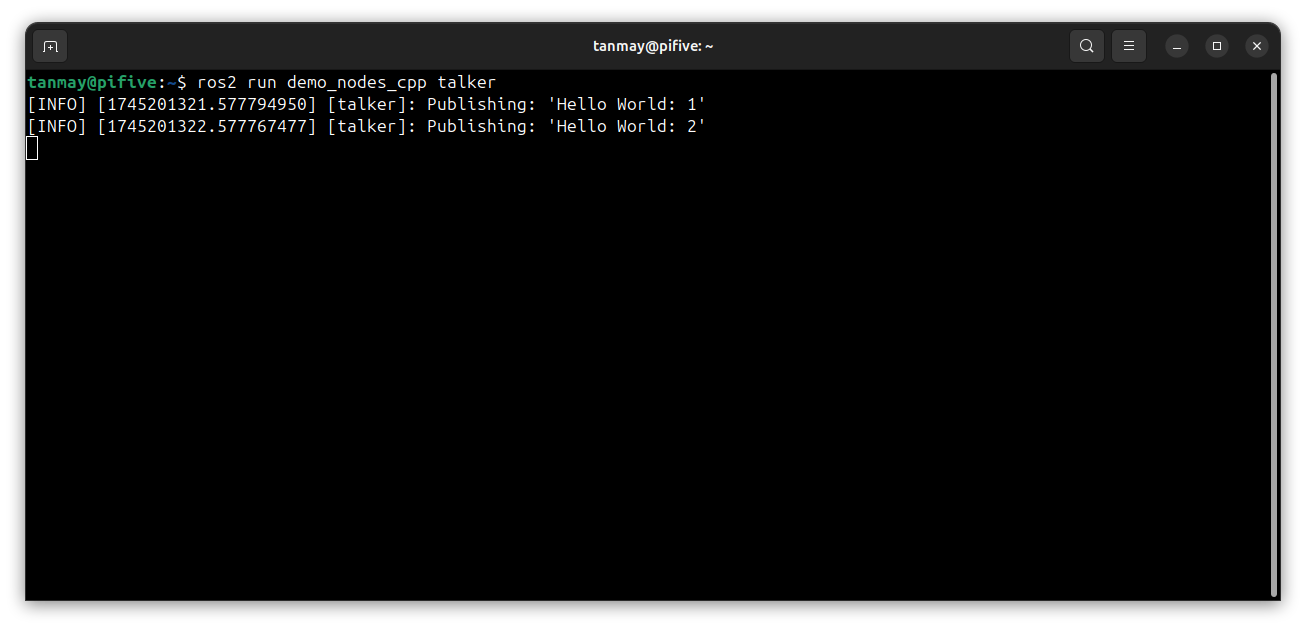 tanmay@pifive: ~
tanmay@pifive:~$ ros2 run demo_nodes_cpp talker
[INFO] [1745201321.577794950] [talker]: Publishing: 'Hello World: 1'
[INFO] [1745201322.577767477] [talker]: Publishing: 'Hello World: 2'